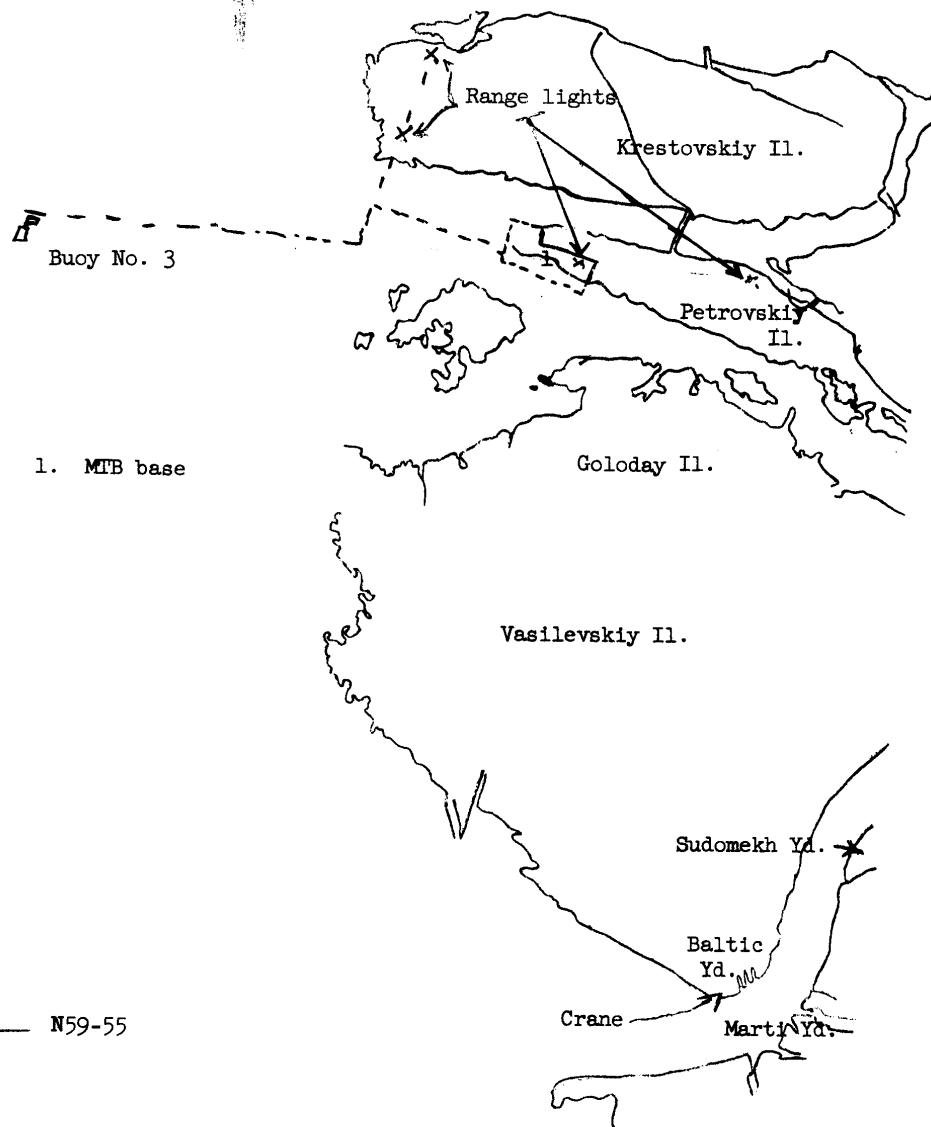 Range lights
Krestovskiy Il.
Buoy No. 3
1
Petrovskiy
Il.
1. MTB base
Goloday Il.
Vasilevskiy Il.
Sudomekh Yd.
Baltic
Yd.
Crane
Marti Yd.
N59-55